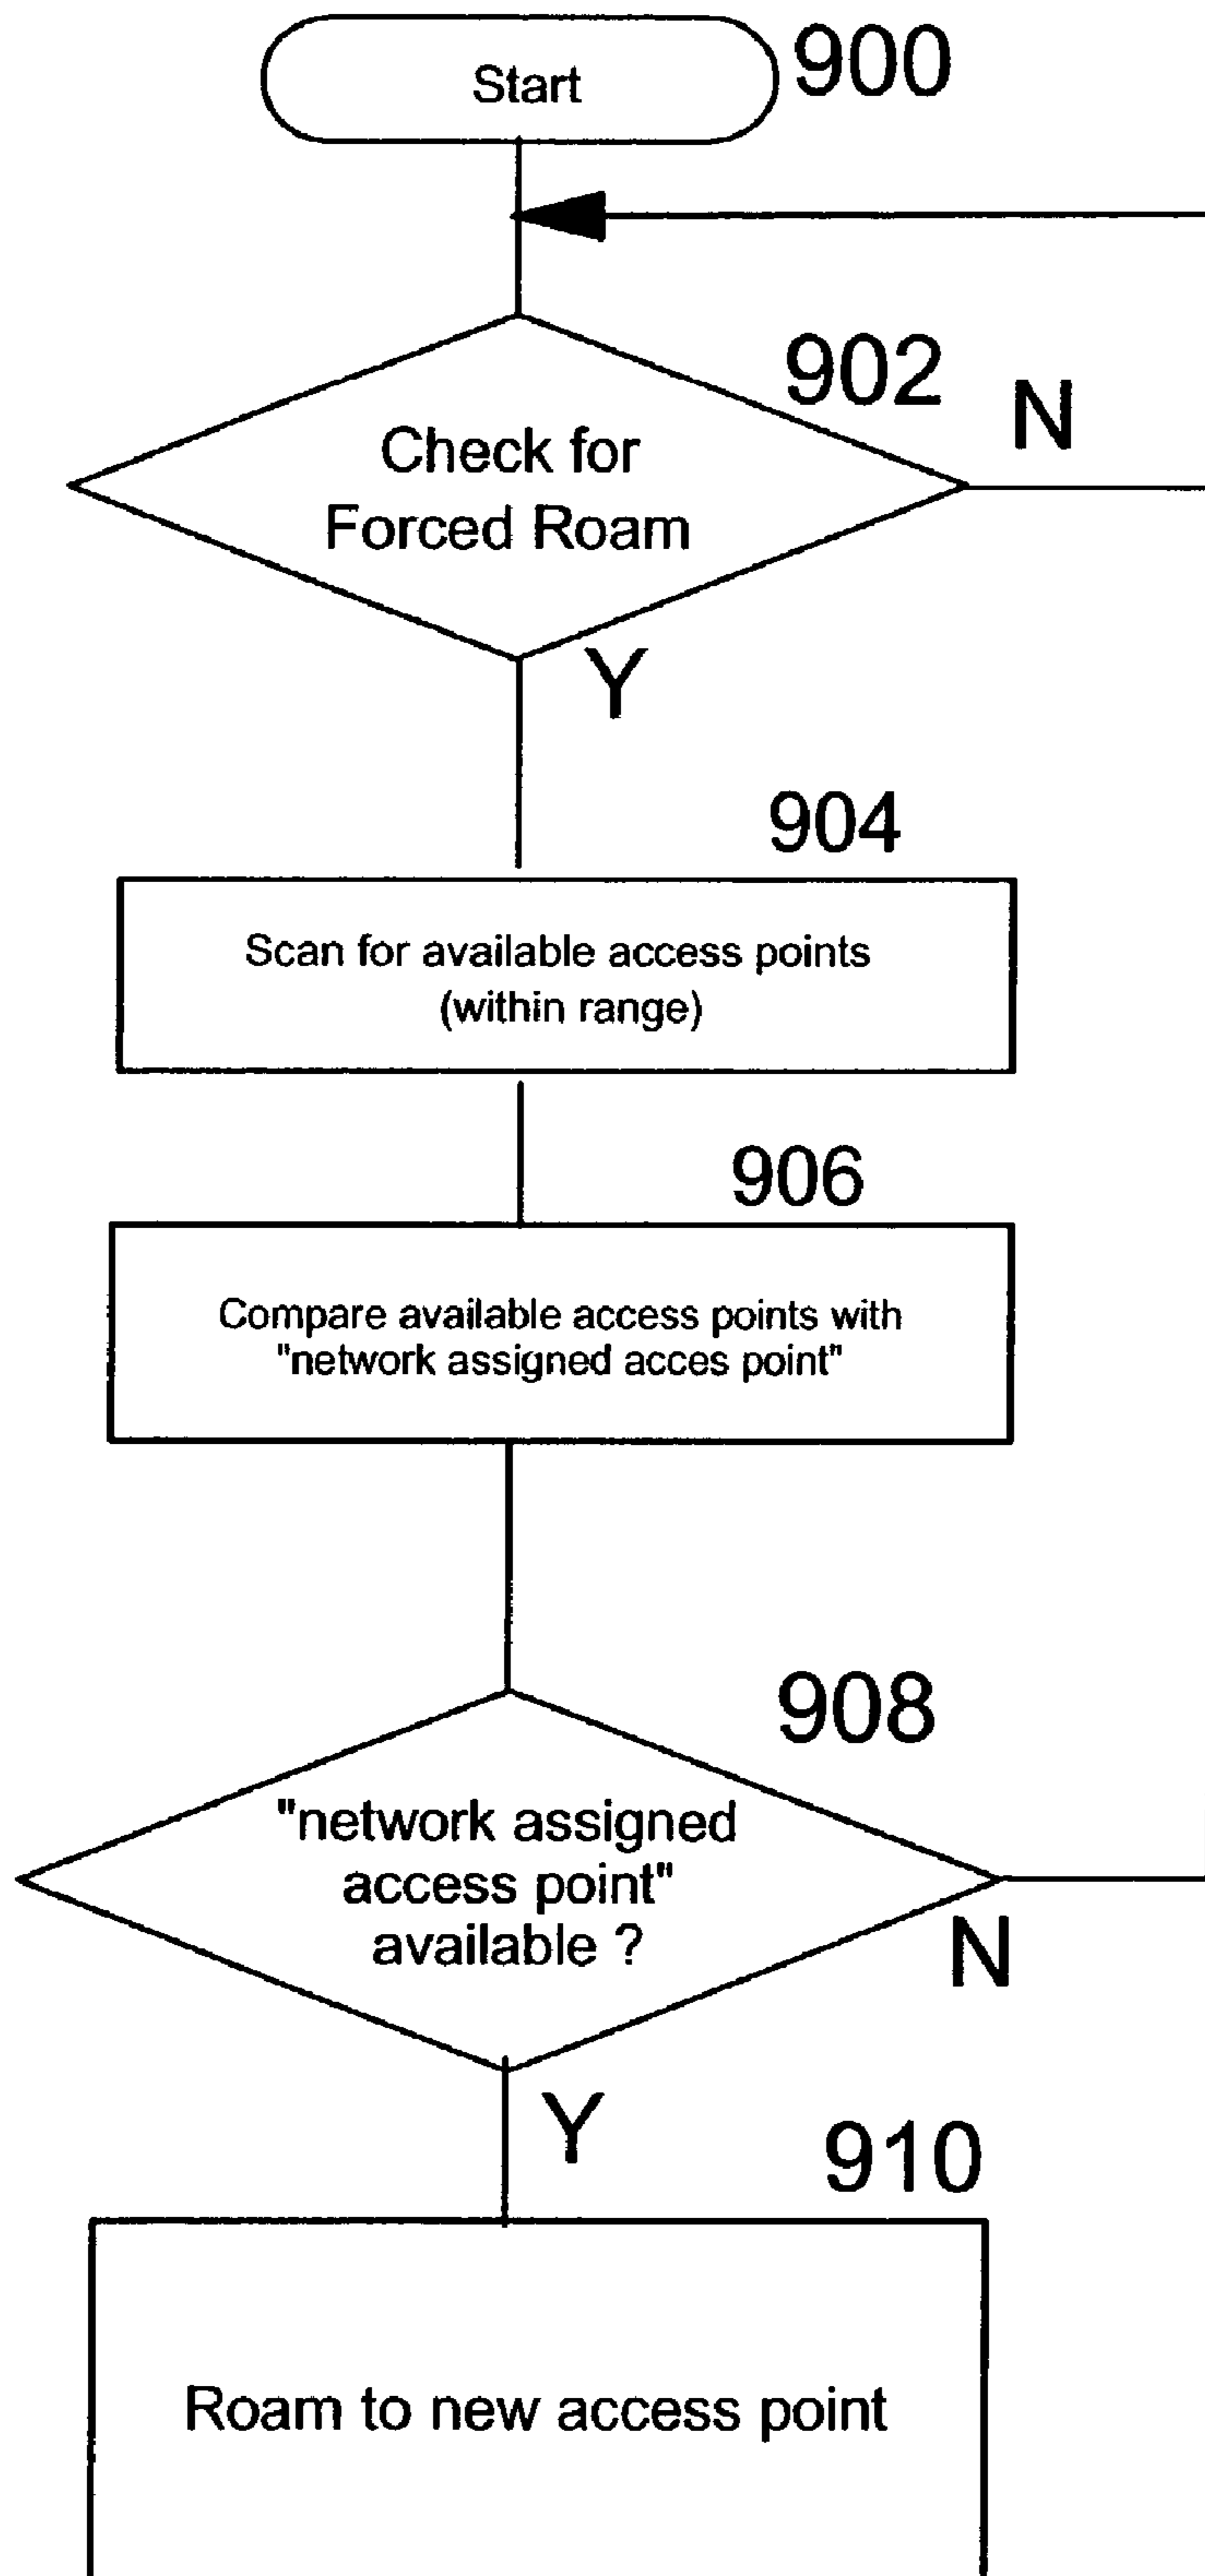 Start
900
902
N
Check for
Forced Roam
Y
904
Scan for available access points
(within range)
906
Compare available access points with
"network assigned acces point"
908
"network assigned
access point"
available ?
N
Y
910
Roam to new access point